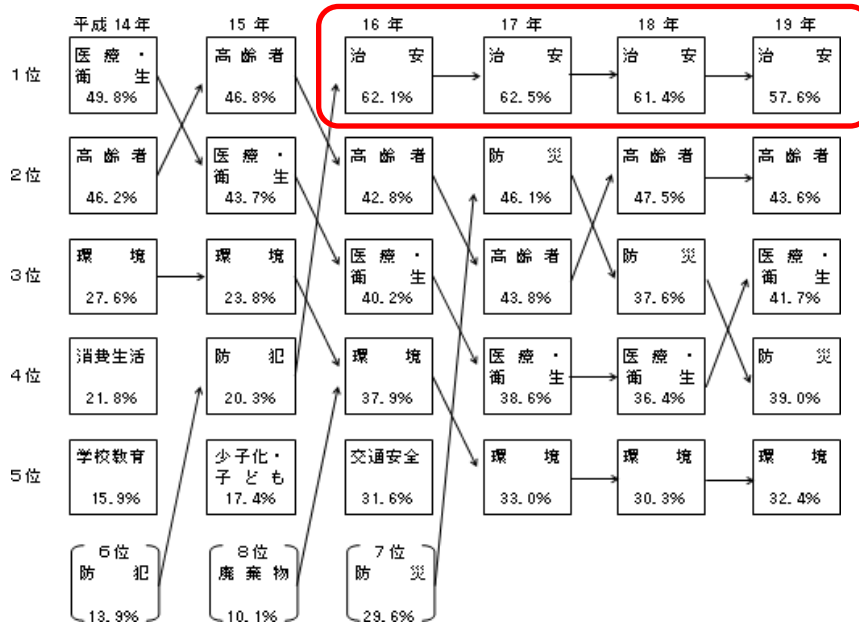 平成14年 15年 16年 17年 18年 19年
1位
医療・衛生 49.8%
高齢者 46.8%
治安 62.1%
治安 62.5%
治安 61.4%
治安 57.6%
2位
高齢者 46.2%
医療・衛生 43.7%
高齢者 42.8%
防災 46.1%
高齢者 47.5%
高齢者 43.6%
3位
環境 27.6%
環境 23.8%
医療・衛生 40.2%
高齢者 43.8%
防災 37.6%
医療・衛生 41.7%
4位
消費生活 21.8%
防犯 20.3%
環境 37.9%
医療・衛生 38.6%
医療・衛生 36.4%
防災 39.0%
5位
学校教育 15.9%
少子化・子ども 17.4%
交通安全 31.6%
環境 33.0%
環境 30.3%
環境 32.4%
6位 防犯 13.9%
8位 廃棄物 10.1%
7位 防災 29.6%